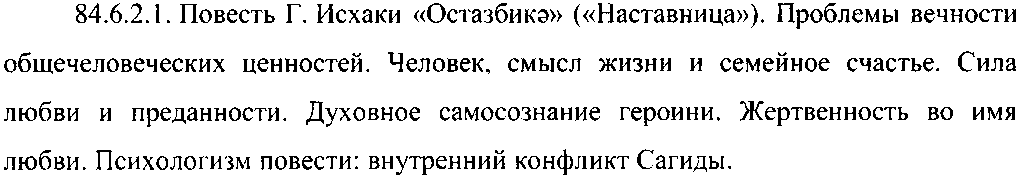 84.6.2.1. Повесть Г. Исхаки «Остазбикә» («Наставница»). Проблемы вечности
общечеловеческих ценностей. Человек, смысл жизни и семейное счастье. Сила
любви и преданности. Духовное самосознание героини. Жертвенность во имя
любви. Психологизм повести: внутренний конфликт Сагиды.